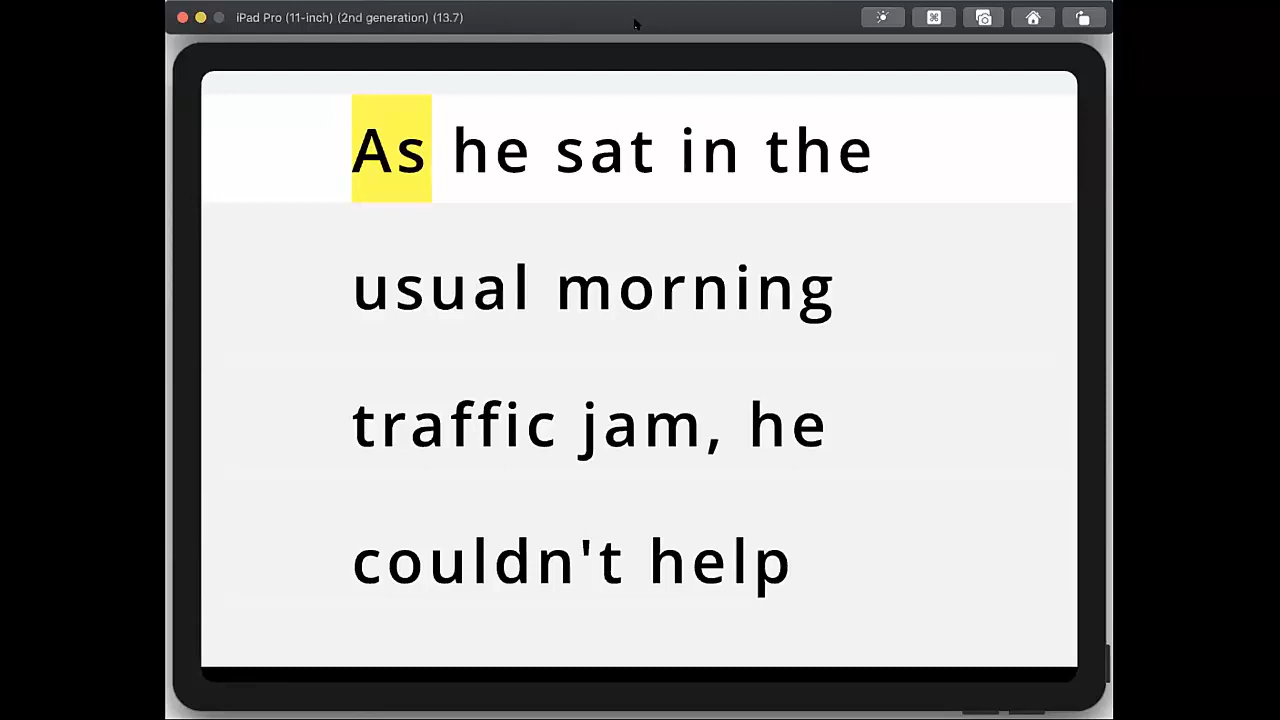 iPad Pro (11-inch) (2nd generation) (13.7)
As he sat in the
usual morning
traffic jam, he
couldn't help